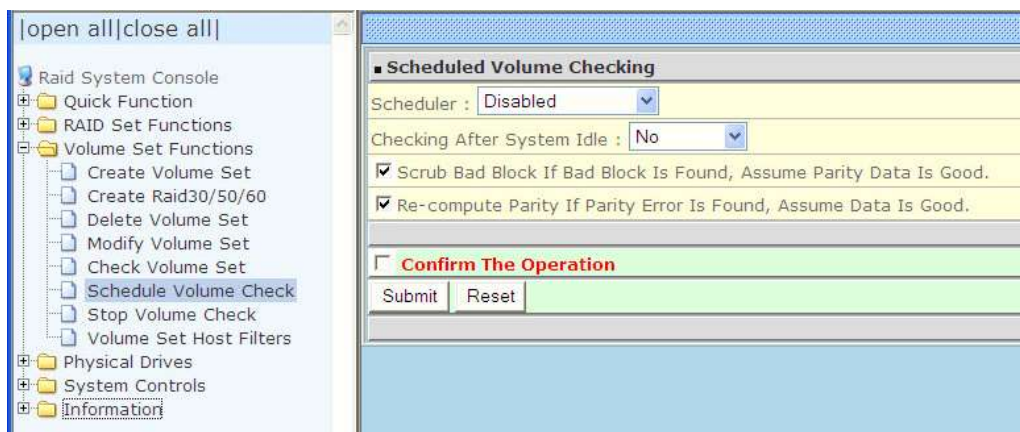 |open all|close all|
Raid System Console
Quick Function
RAID Set Functions
Volume Set Functions
Create Volume Set
Create Raid30/50/60
Delete Volume Set
Modify Volume Set
Check Volume Set
Schedule Volume Check
Stop Volume Check
Volume Set Host Filters
Physical Drives
System Controls
Information
Scheduled Volume Checking
Scheduler : Disabled
Checking After System Idle : No
Scrub Bad Block If Bad Block Is Found, Assume Parity Data Is Good.
Re-compute Parity If Parity Error Is Found, Assume Data Is Good.
Confirm The Operation
Submit Reset